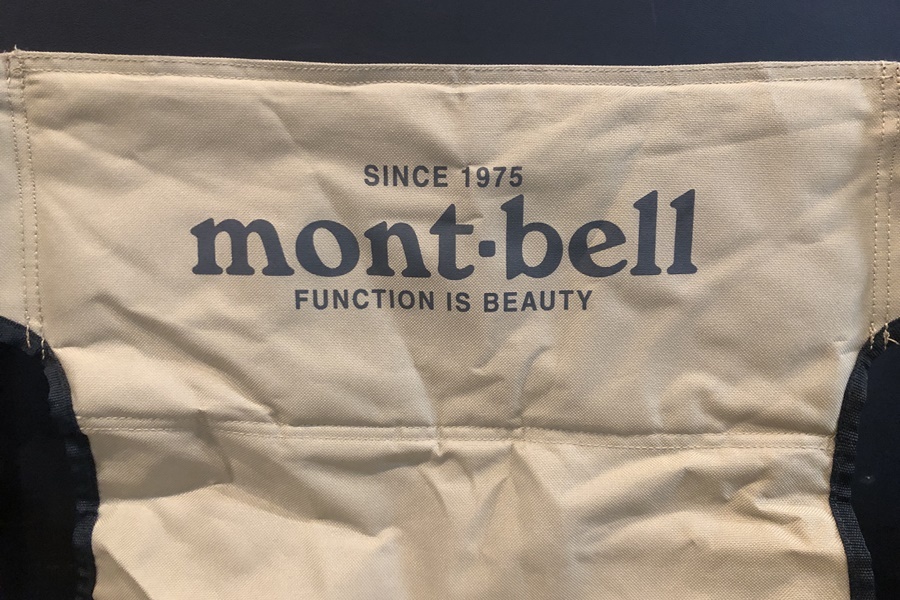 SINCE 1975
mont·bell
FUNCTION IS BEAUTY